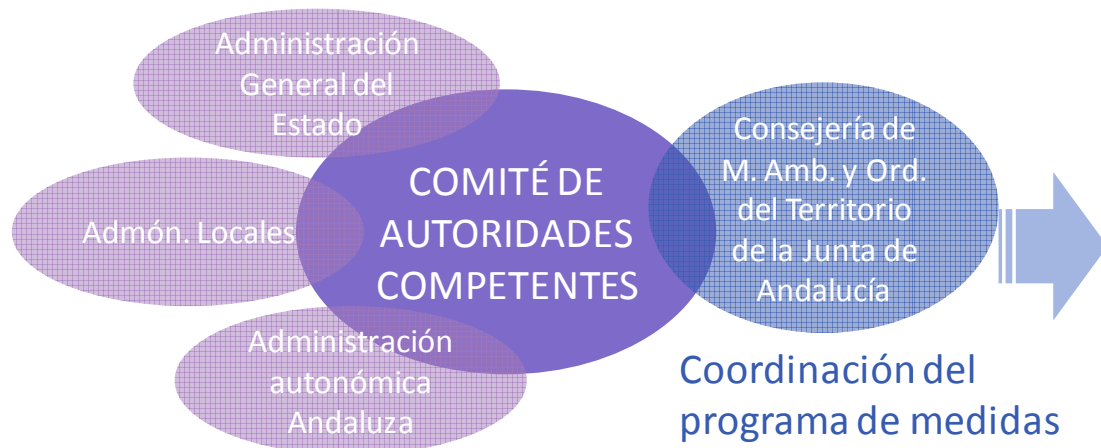 Administración
General del
Estado
Admón. Locales
Administración
autonómica
Andaluza
COMITÉ DE
AUTORIDADES
COMPETENTES
Consejería de
M. Amb. y Ord.
del Territorio
de la Junta de
Andalucía
Coordinación del
programa de medidas